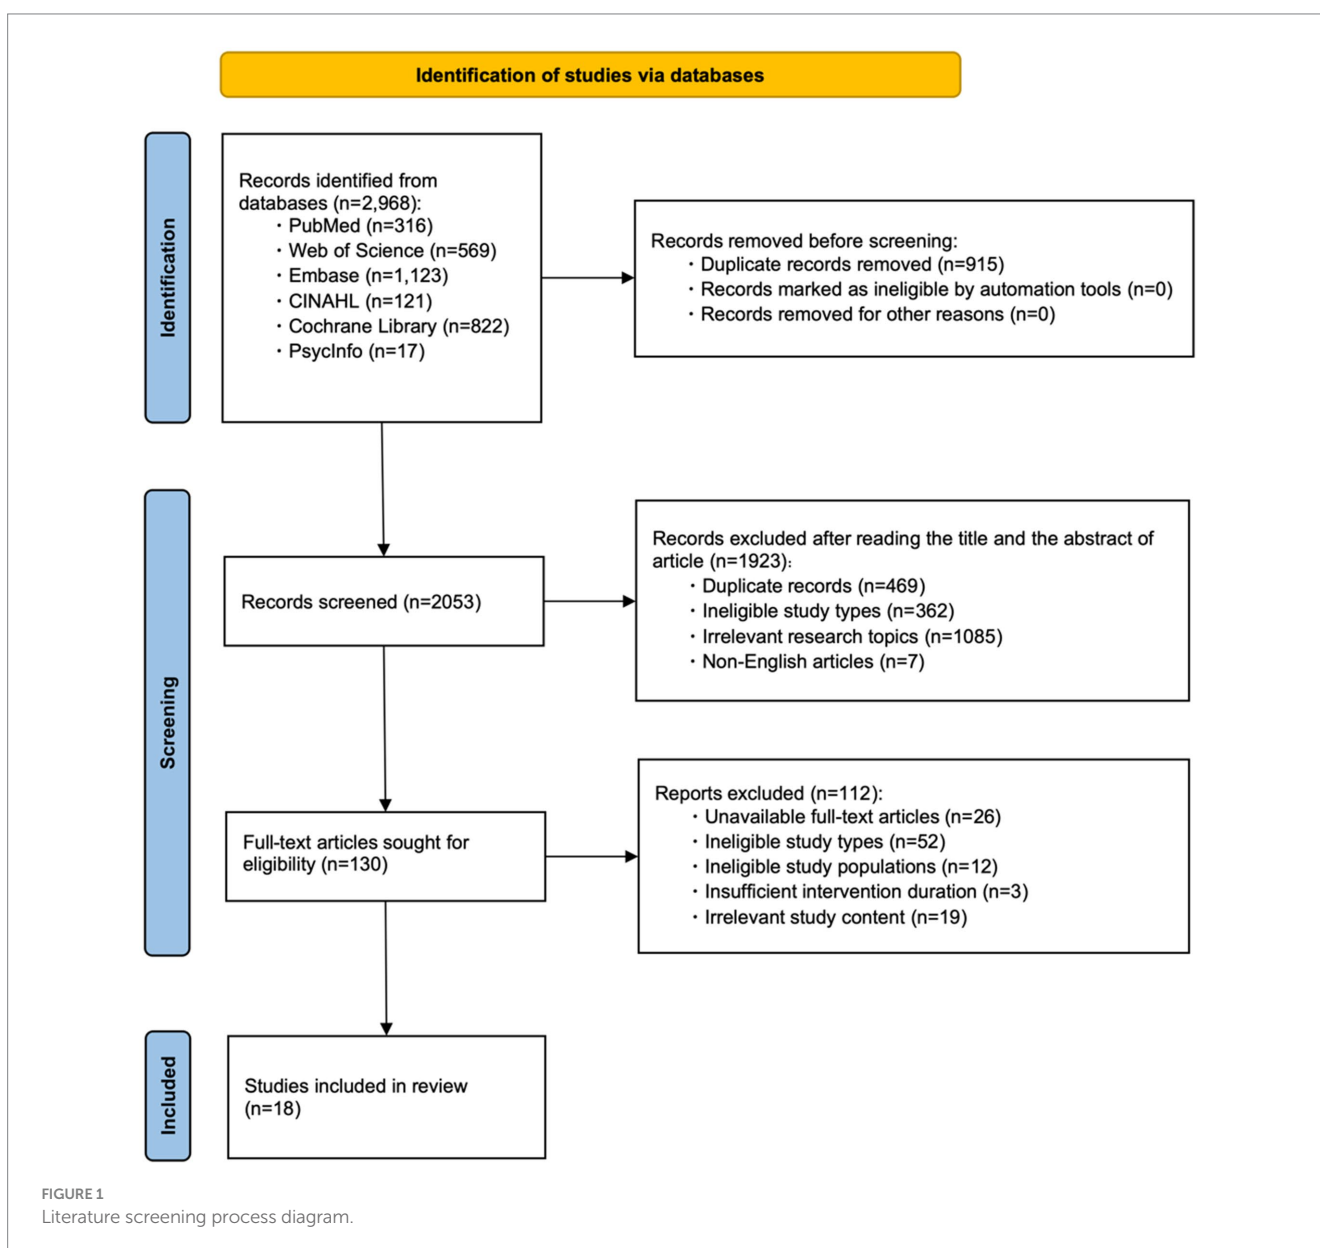 Identification of studies via databases
Identification
Records identified from
databases (n=2,968):
· PubMed (n=316)
· Web of Science (n=569)
· Embase (n=1,123)
· CINAHL (n=121)
· Cochrane Library (n=822)
· PsycInfo (n=17)
Records removed before screening:
· Duplicate records removed (n=915)
· Records marked as ineligible by automation tools (n=0)
· Records removed for other reasons (n=0)
Screening
Records screened (n=2053)
Records excluded after reading the title and the abstract of
article (n=1923):
· Duplicate records (n=469)
· Ineligible study types (n=362)
· Irrelevant research topics (n=1085)
· Non-English articles (n=7)
Full-text articles sought for
eligibility (n=130)
Reports excluded (n=112):
· Unavailable full-text articles (n=26)
· Ineligible study types (n=52)
· Ineligible study populations (n=12)
· Insufficient intervention duration (n=3)
· Irrelevant study content (n=19)
Included
Studies included in review
(n=18)
FIGURE 1
Literature screening process diagram.